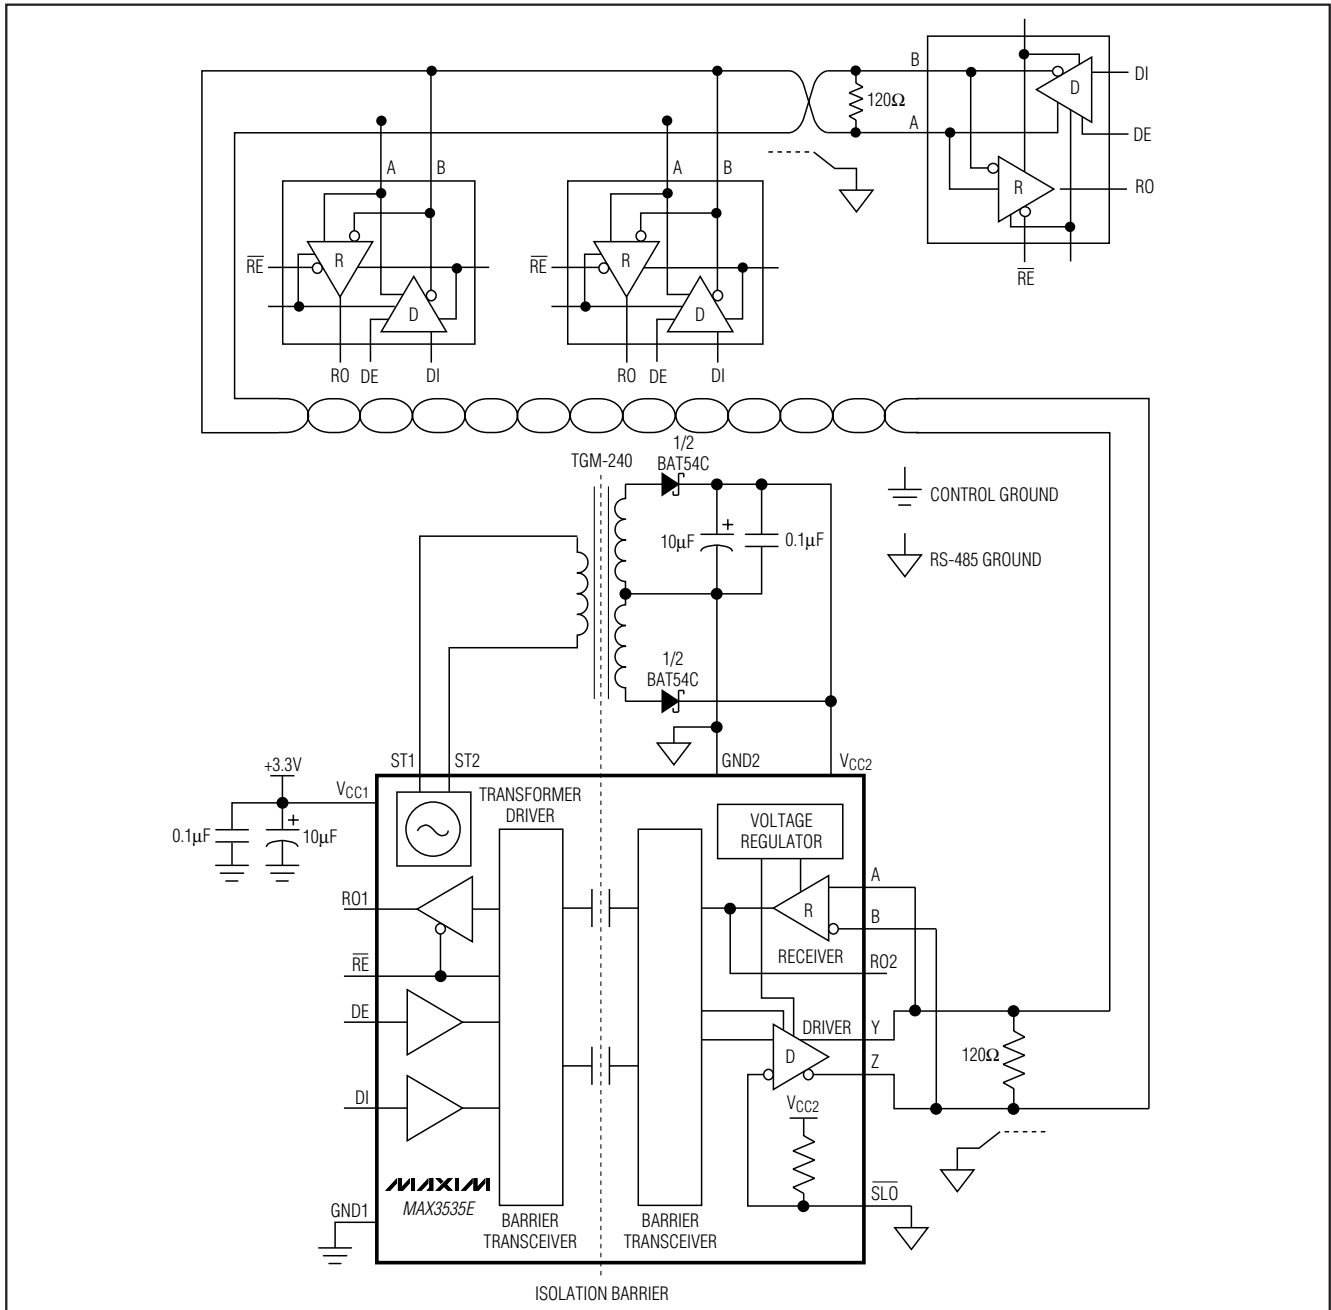 B
DI
D
120Ω
A
DE
A
B
A
B
R
RO
RE
R
RE
R
RE
D
D
RO
DE
DI
RO
DE
DI
TGM-240
1/2
BAT54C
CONTROL GROUND
+
10µF
0.1µF
RS-485 GROUND
1/2
BAT54C
ST1
ST2
GND2
VCC2
+3.3V
VCC1
TRANSFORMER
DRIVER
VOLTAGE
REGULATOR
0.1µF
+
10µF
A
RO1
R
B
RECEIVER
RO2
RE
DE
DRIVER
Y
D
120Ω
Z
DI
VCC2
MAXIM
MAX3535E
SLO
GND1
BARRIER
TRANSCEIVER
BARRIER
TRANSCEIVER
ISOLATION BARRIER